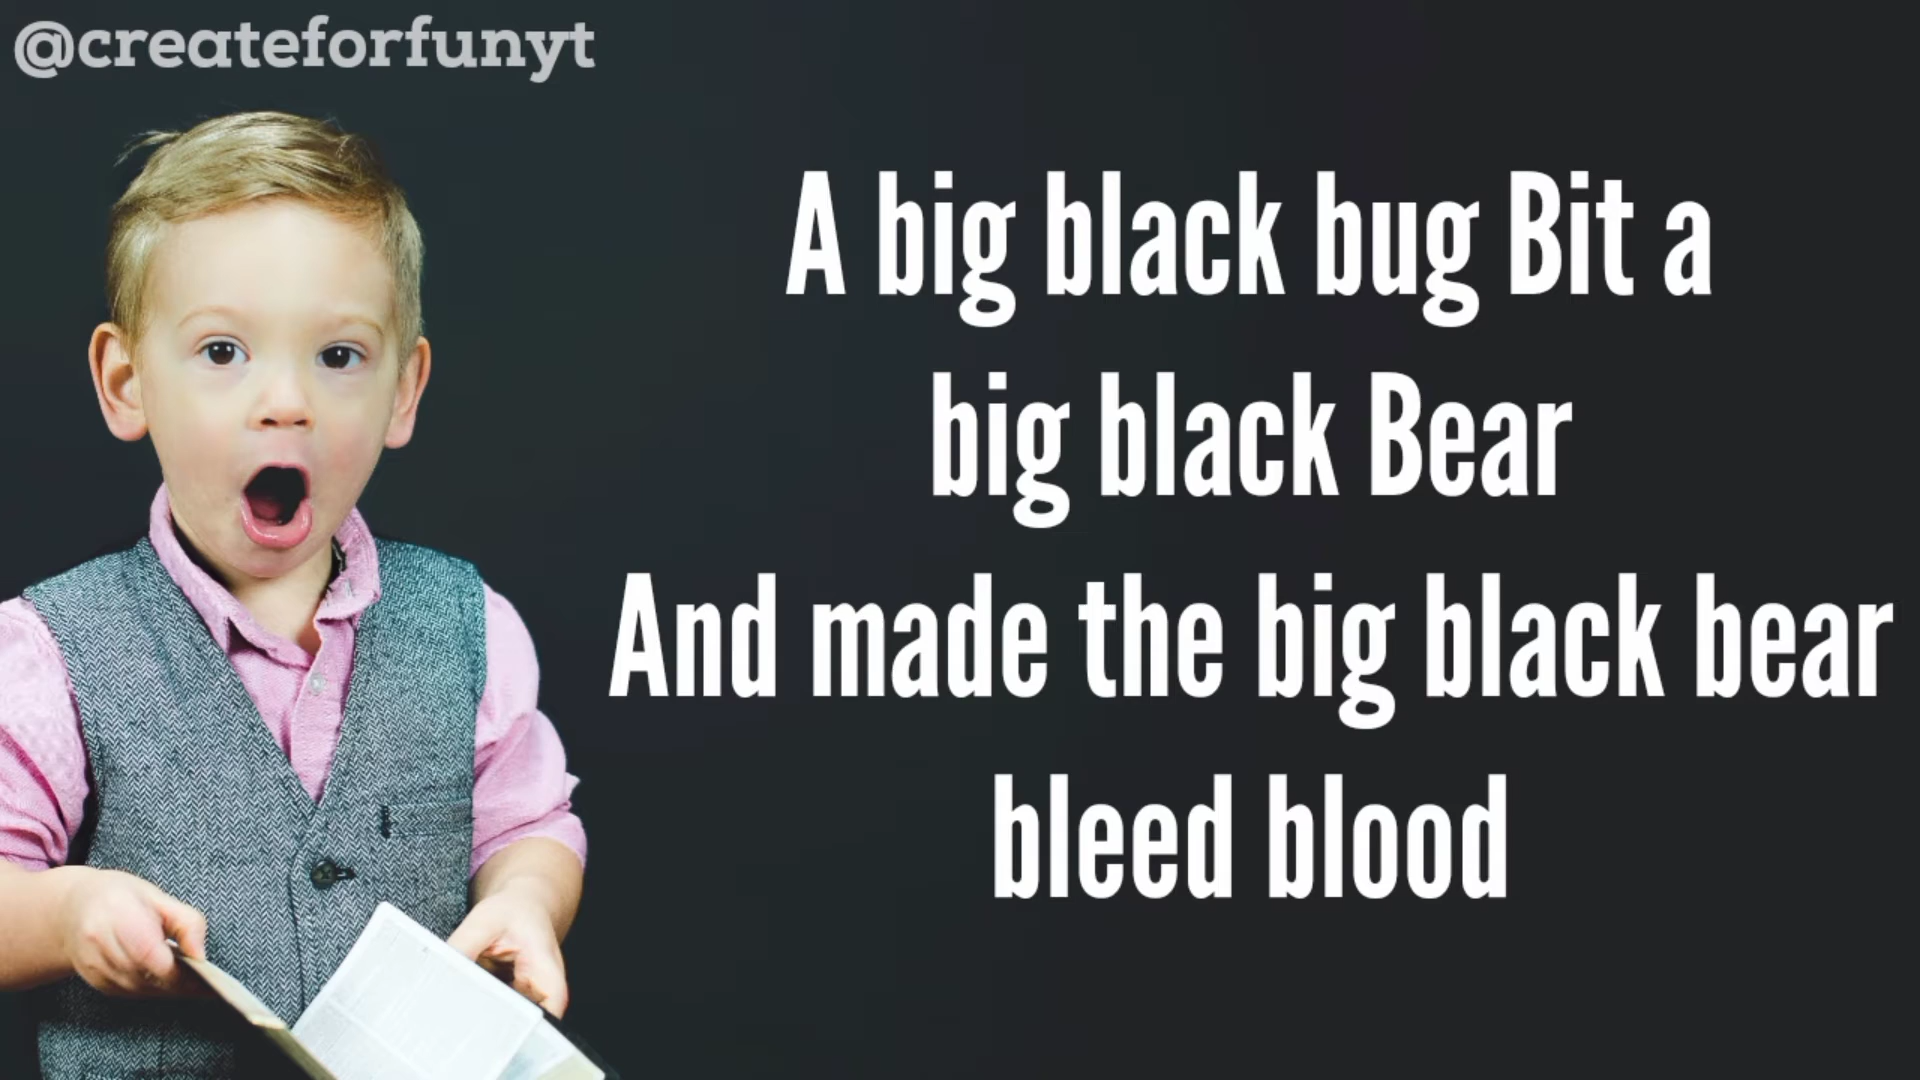 @createforfunyt
A big black bug Bit a
big black Bear
And made the big black bear
bleed blood